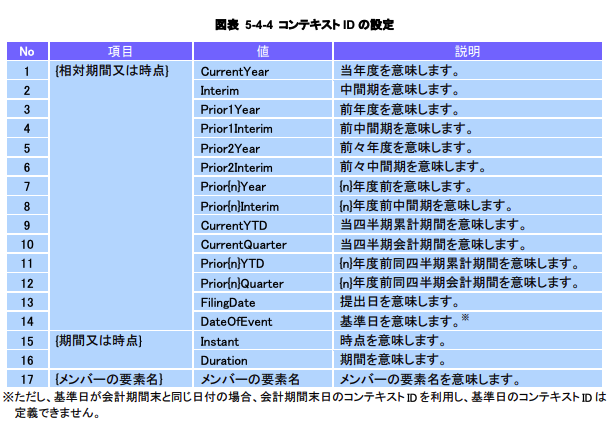 図表 5-4-4 コンテキスト ID の設定
No 項目 値 説明
1 {相対期間又は時点} CurrentYear 当年度を意味します。
2 Interim 中間期を意味します。
3 Prior1Year 前年度を意味します。
4 Prior1Interim 前中間期を意味します。
5 Prior2Year 前々年度を意味します。
6 Prior2Interim 前々中間期を意味します。
7 Prior{n}Year {n}年度前を意味します。
8 Prior{n}Interim {n}年度前中間期を意味します。
9 CurrentYTD 当四半期累計期間を意味します。
10 CurrentQuarter 当四半期会計期間を意味します。
11 Prior{n}YTD {n}年度前同四半期累計期間を意味します。
12 Prior{n}Quarter {n}年度前同四半期会計期間を意味します。
13 FilingDate 提出日を意味します。
14 DateOfEvent 基準日を意味します。※
15 {期間又は時点} Instant 時点を意味します。
16 Duration 期間を意味します。
17 {メンバーの要素名} メンバーの要素名 メンバーの要素名を意味します。
※ただし、基準日が会計期間末と同じ日付の場合、会計期間末日のコンテキスト ID を利用し、基準日のコンテキスト ID は
定義できません。